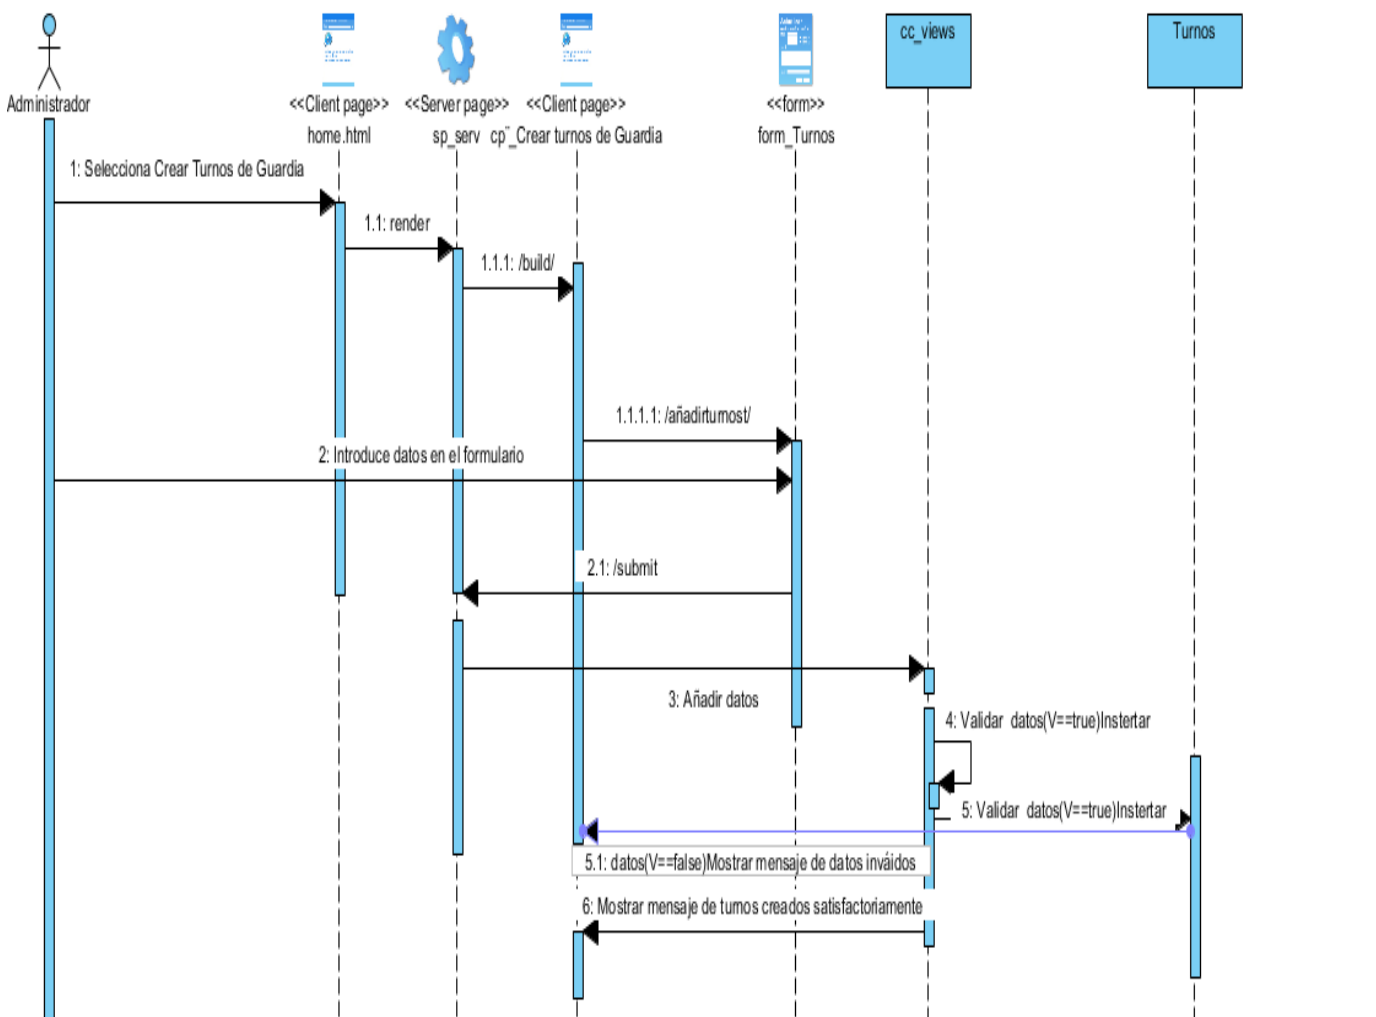 cc_views
Turnos
Administrador
<<Client page>>
<<Server page>>
<<Client page>>
<<form>>
home.html
sp_serv
cp¨_Crear turnos de Guardia
form_Turnos
1: Selecciona Crear Turnos de Guardia
1.1: render
1.1.1: /build/
1.1.1.1: /añadirturnost/
2: Introduce datos en el formulario
2.1: /submit
3: Añadir datos
4: Validar datos(V==true)Instertar
5: Validar datos(V==true)Instertar
5.1: datos(V==false)Mostrar mensaje de datos inváidos
6: Mostrar mensaje de turnos creados satisfactoriamente